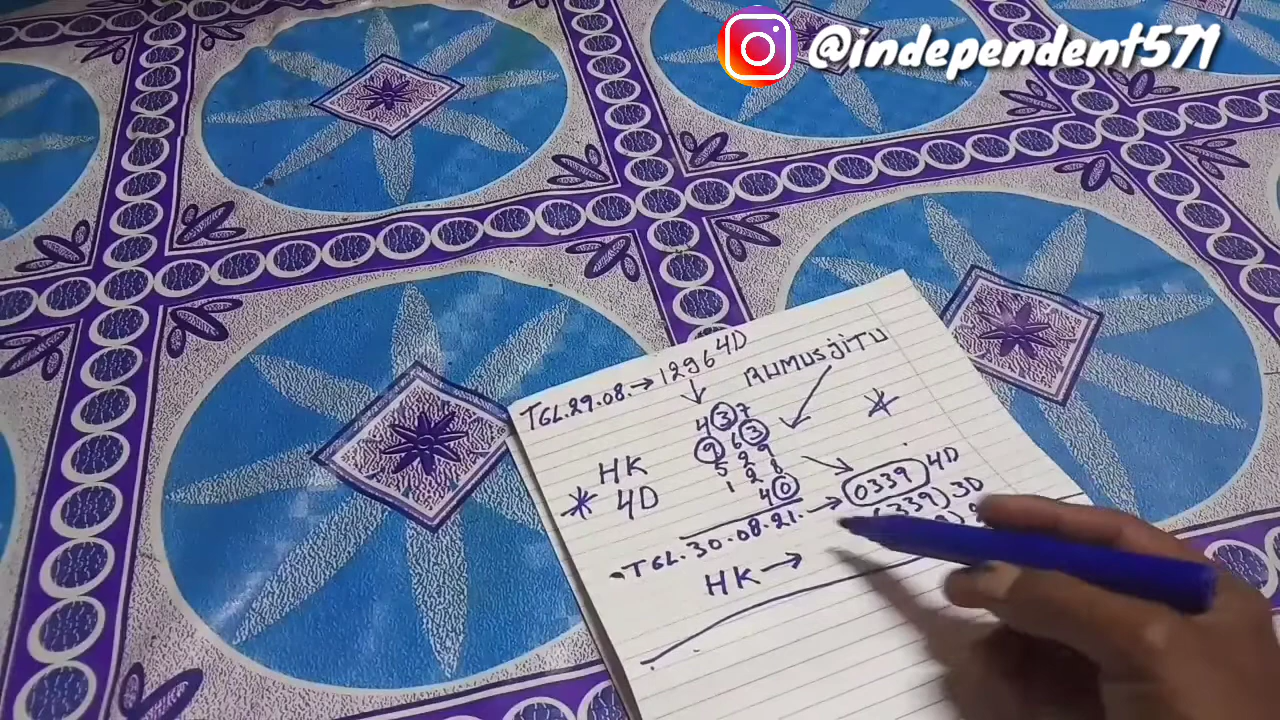 @independent571
TGL.29.08.→1296 4D
RUMUS JITU
4 3 7
9 6 3
5 2 9
1 2 8
4 0
HK
4D
0339 4D
(339) 3D
TGL.30.08.21.→
HK→